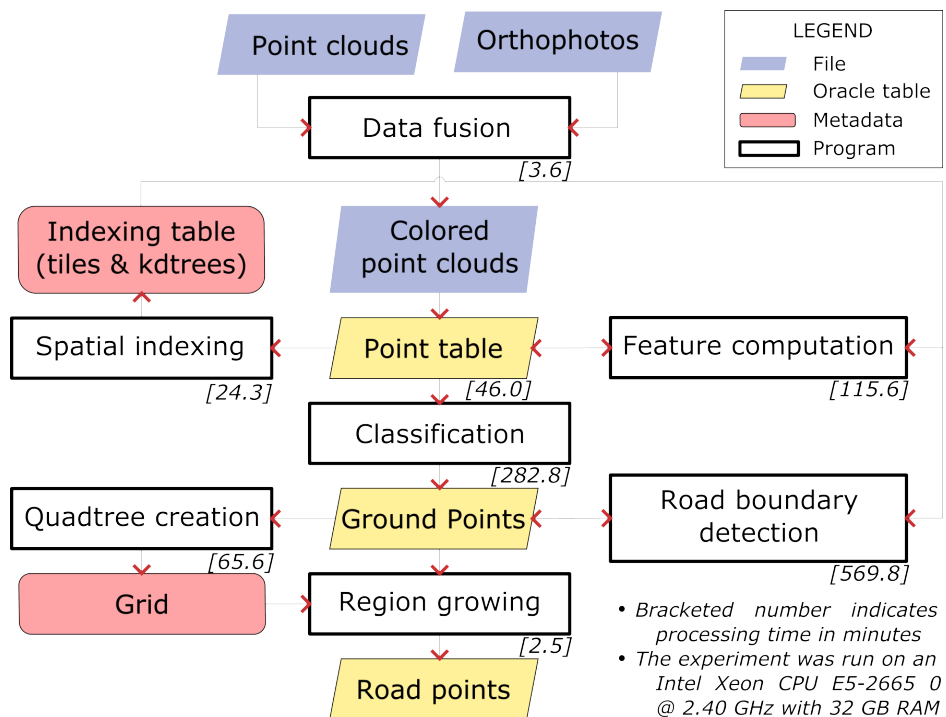 Point clouds
Orthophotos
LEGEND
File
Oracle table
Metadata
Program
Data fusion
[3.6]
Indexing table
(tiles & kdtrees)
Colored
point clouds
Spatial indexing
[24.3]
Point table
[46.0]
Feature computation
[115.6]
Classification
[282.8]
Quadtree creation
[65.6]
Ground Points
Road boundary
detection
[569.8]
Grid
Region growing
[2.5]
Road points
• Bracketed number indicates
processing time in minutes
• The experiment was run on an
Intel Xeon CPU E5-2665 0
@ 2.40 GHz with 32 GB RAM